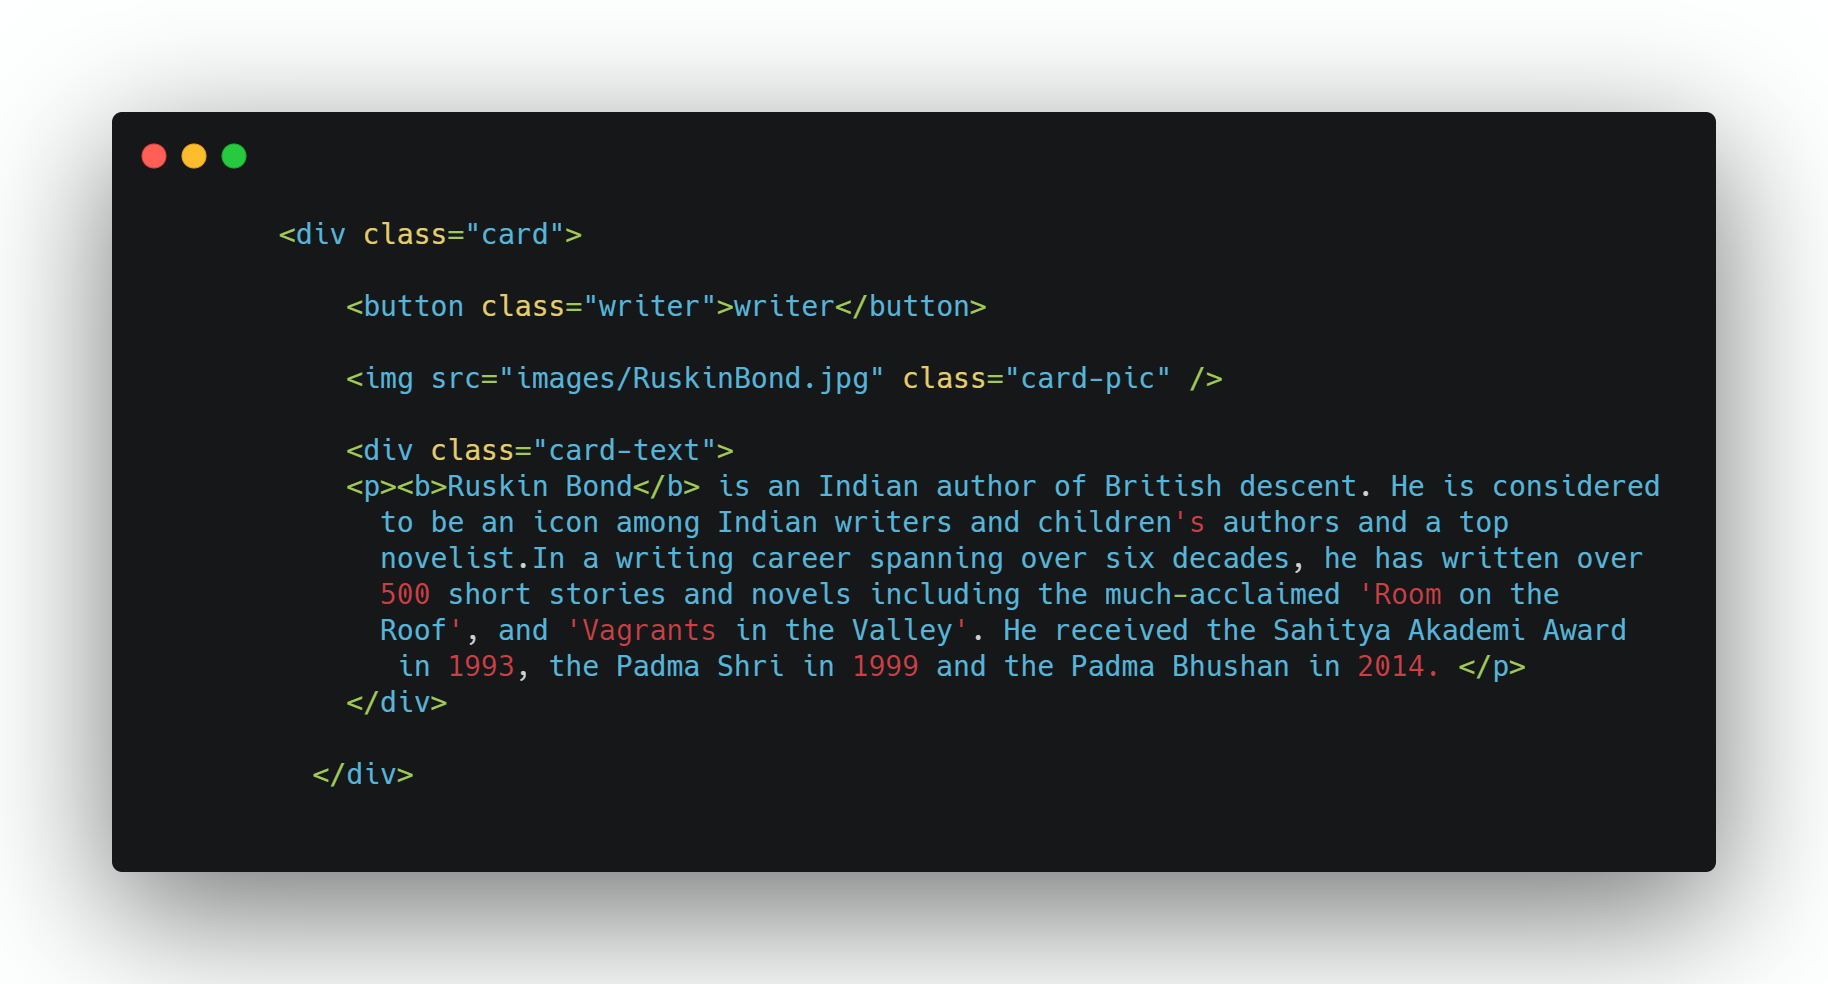 <div class="card">
<button class="writer">writer</button>
<img src="images/RuskinBond.jpg" class="card-pic" />
<div class="card-text">
<p><b>Ruskin Bond</b> is an Indian author of British descent. He is considered
to be an icon among Indian writers and children's authors and a top
novelist.In a writing career spanning over six decades, he has written over
500 short stories and novels including the much-acclaimed 'Room on the
Roof', and 'Vagrants in the Valley'. He received the Sahitya Akademi Award
in 1993, the Padma Shri in 1999 and the Padma Bhushan in 2014. </p>
</div>
</div>